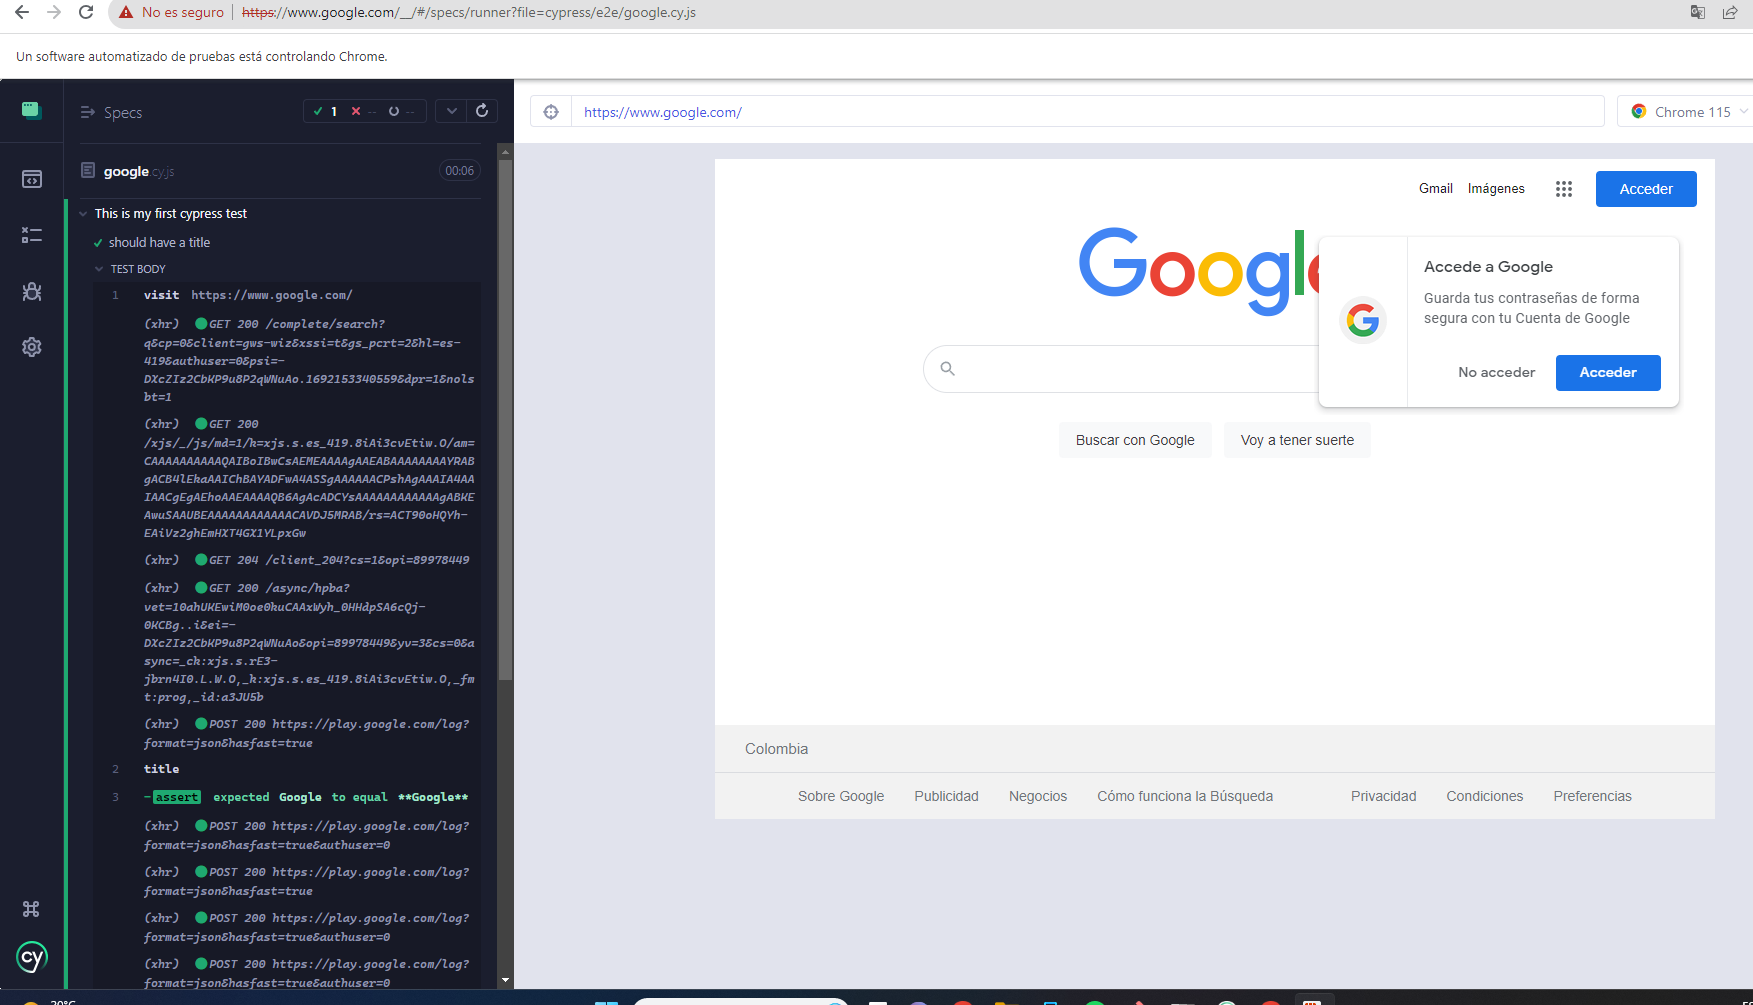 No es seguro
https://www.google.com/__/#/specs/runner?file=cypress/e2e/google.cy.js
Un software automatizado de pruebas está controlando Chrome.
Specs
1 -- --
google.cy.js 00:06
This is my first cypress test
should have a title
TEST BODY
1 visit https://www.google.com/
(xhr) GET 200 /complete/search?
q&cp=0&client=gws-wiz&xssi=t&gs_pcrt=2&hl=es-
419&authuser=0&psi=-
DXcZIz2CbKP9u8P2qWNuAo.1692153340559&dpr=1&nols
bt=1
(xhr) GET 200
/xjs/_/js/md=1/k=xjs.s.es_419.8iAi3cvEtiw.O/am=
CAAAAAAAAAAQAIBoIBwCsAEMEAAAAgAAEABAAAAAAAAYRAB
gACB4lEkaAAIChBAYADFwA4ASSgAAAAAACPshAgAAAIA4AA
IAACgEgAEhoAAEAAAAQB6AgAcADCYsAAAAAAAAAAAAgABKE
AwuSAAUBEAAAAAAAAAAAACAVDJ5MRAB/rs=ACT90oHQYh-
EAiVz2ghEmHXT4GX1YLpxGw
(xhr) GET 204 /client_204?cs=1&opi=89978449
(xhr) GET 200 /async/hpba?
vet=10ahUKEwiM0oe0kuCAAxWyh_0HHdpSA6cQj-
0KCBg..i&ei=-
DXcZIz2CbKP9u8P2qWNuAo&opi=89978449&yv=3&cs=0&a
sync=_ck:xjs.s.rE3-
jbrn4I0.L.W.O,_k:xjs.s.es_419.8iAi3cvEtiw.O,_fm
t:prog,_id:a3JU5b
(xhr) POST 200 https://play.google.com/log?
format=json&hasfast=true
2 title
3 -assert expected Google to equal **Google**
(xhr) POST 200 https://play.google.com/log?
format=json&hasfast=true&authuser=0
(xhr) POST 200 https://play.google.com/log?
format=json&hasfast=true
(xhr) POST 200 https://play.google.com/log?
format=json&hasfast=true&authuser=0
(xhr) POST 200 https://play.google.com/log?
format=json&hasfast=true&authuser=0
cy
https://www.google.com/
Chrome 115
Gmail Imágenes Acceder
Google
Accede a Google
Guarda tus contraseñas de forma
segura con tu Cuenta de Google
No acceder Acceder
Buscar con Google Voy a tener suerte
Colombia
Sobre Google Publicidad Negocios Cómo funciona la Búsqueda Privacidad Condiciones Preferencias